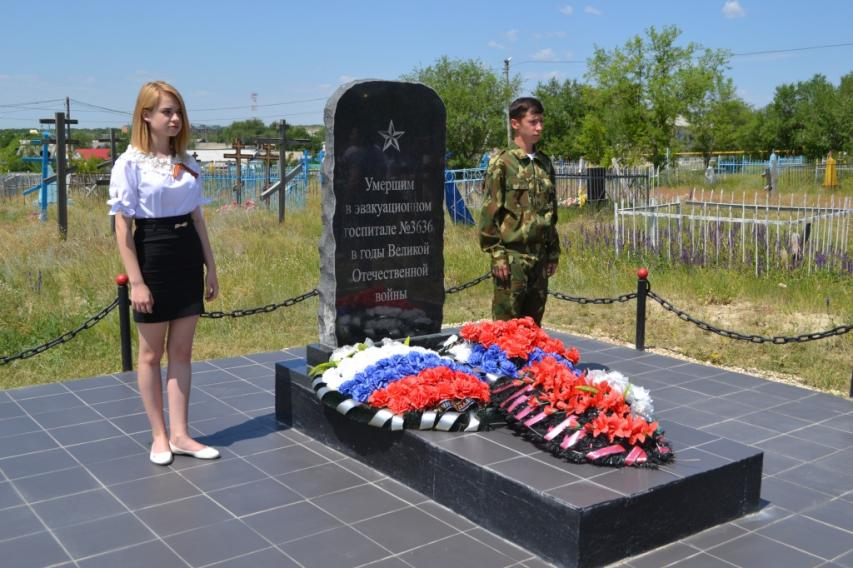 Умершим
в эвакуационном
госпитале №3636
в годы Великой
Отечественной
войны